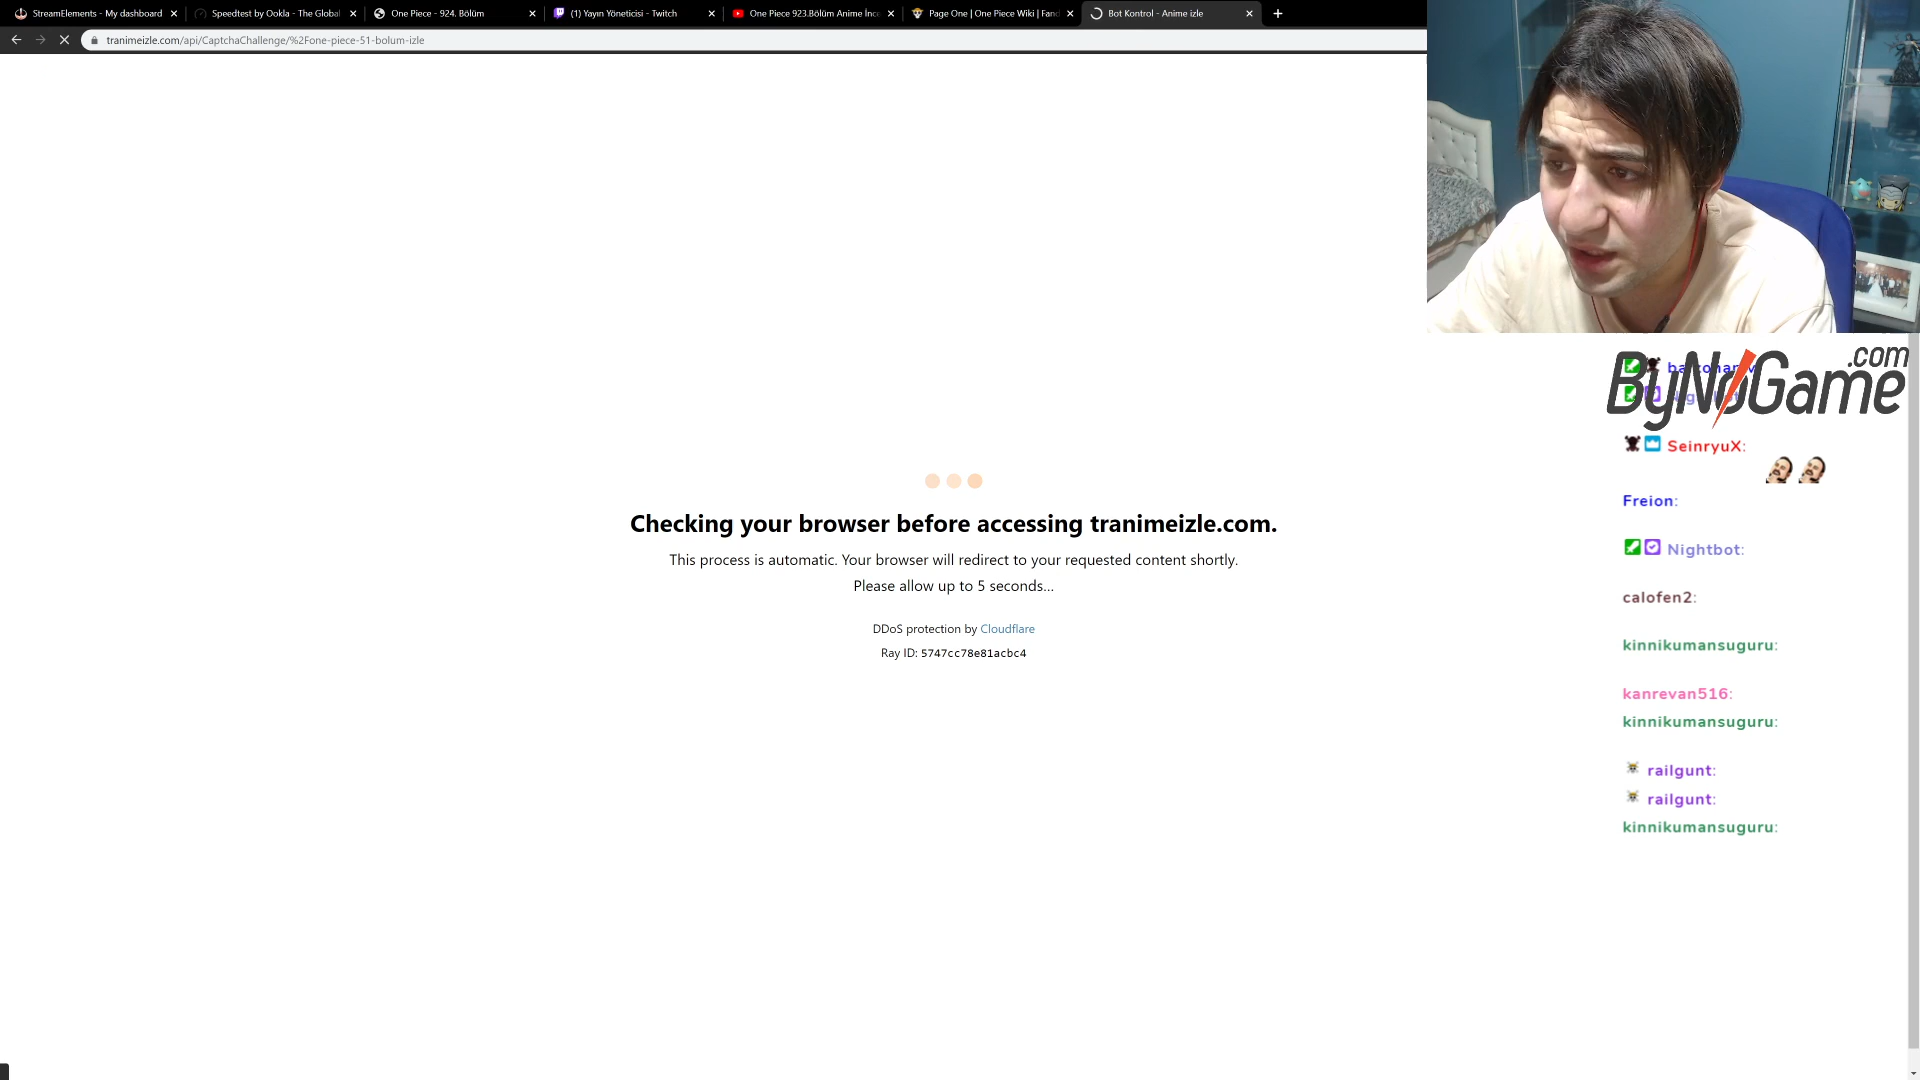 StreamElements - My dashboard
Speedtest by Ookla - The Global
One Piece - 924. Bölüm
(1) Yayın Yöneticisi - Twitch
One Piece 923.Bölüm Anime İnce
Page One | One Piece Wiki | Fand
Bot Kontrol - Anime izle
tranimeizle.com/api/CaptchaChallenge/%2Fone-piece-51-bolum-izle
ByNoGame.com
SeinryuX:
Freion:
Nightbot:
calofen2:
kinnikumansuguru:
kanrevan516:
kinnikumansuguru:
railgunt:
railgunt:
kinnikumansuguru:
Checking your browser before accessing tranimeizle.com.
This process is automatic. Your browser will redirect to your requested content shortly.
Please allow up to 5 seconds...
DDoS protection by Cloudflare
Ray ID: 5747cc78e81acbc4